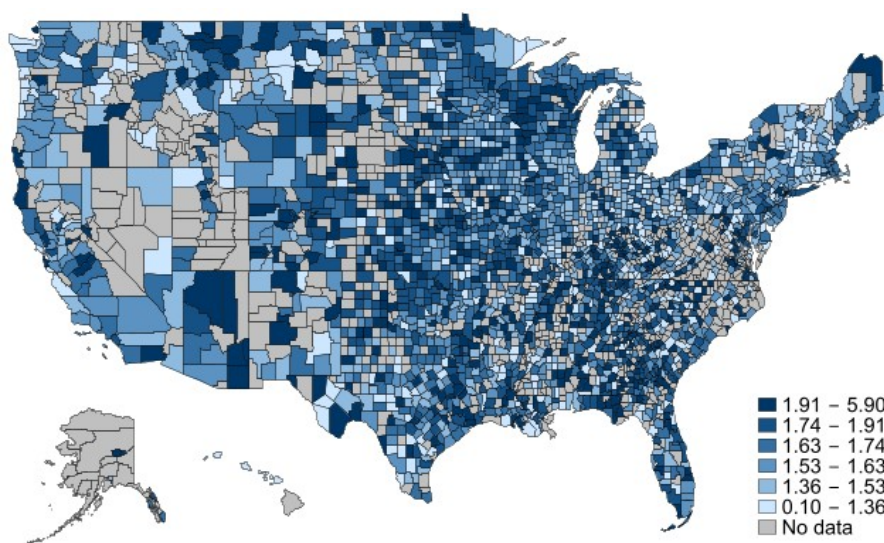 1.91 – 5.90
1.74 – 1.91
1.63 – 1.74
1.53 – 1.63
1.36 – 1.53
0.10 – 1.36
No data